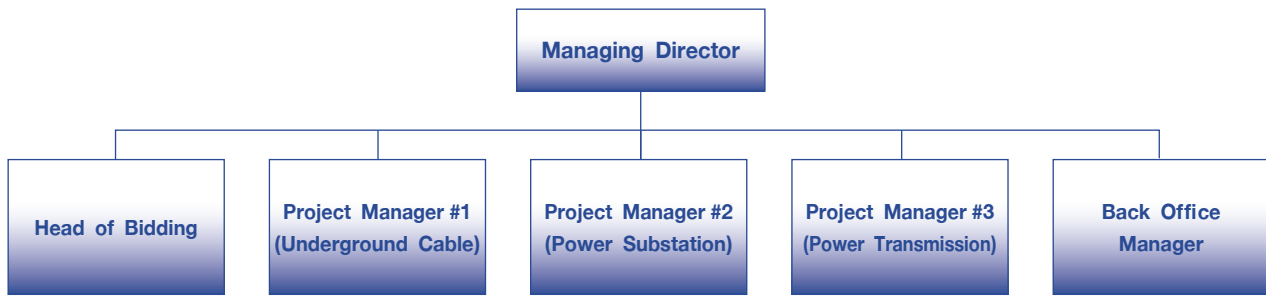 Managing Director
Head of Bidding
Project Manager #1
(Underground Cable)
Project Manager #2
(Power Substation)
Project Manager #3
(Power Transmission)
Back Office
Manager